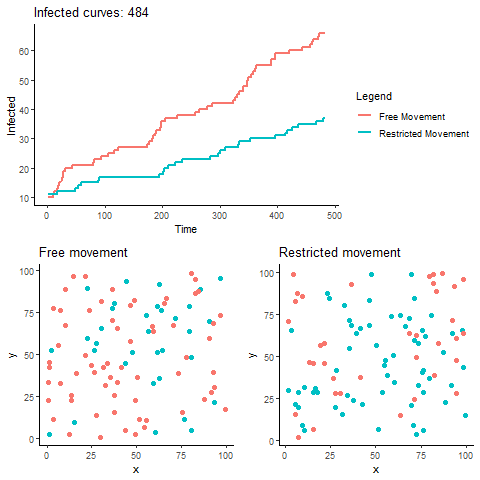 Infected curves: 484
Infected
60
50
40
30
20
10
0
100
200
300
400
500
Time
Legend
Free Movement
Restricted Movement
Free movement
y
100
75
50
25
0
0
25
50
75
100
x
Restricted movement
y
100
75
50
25
0
0
25
50
75
100
x